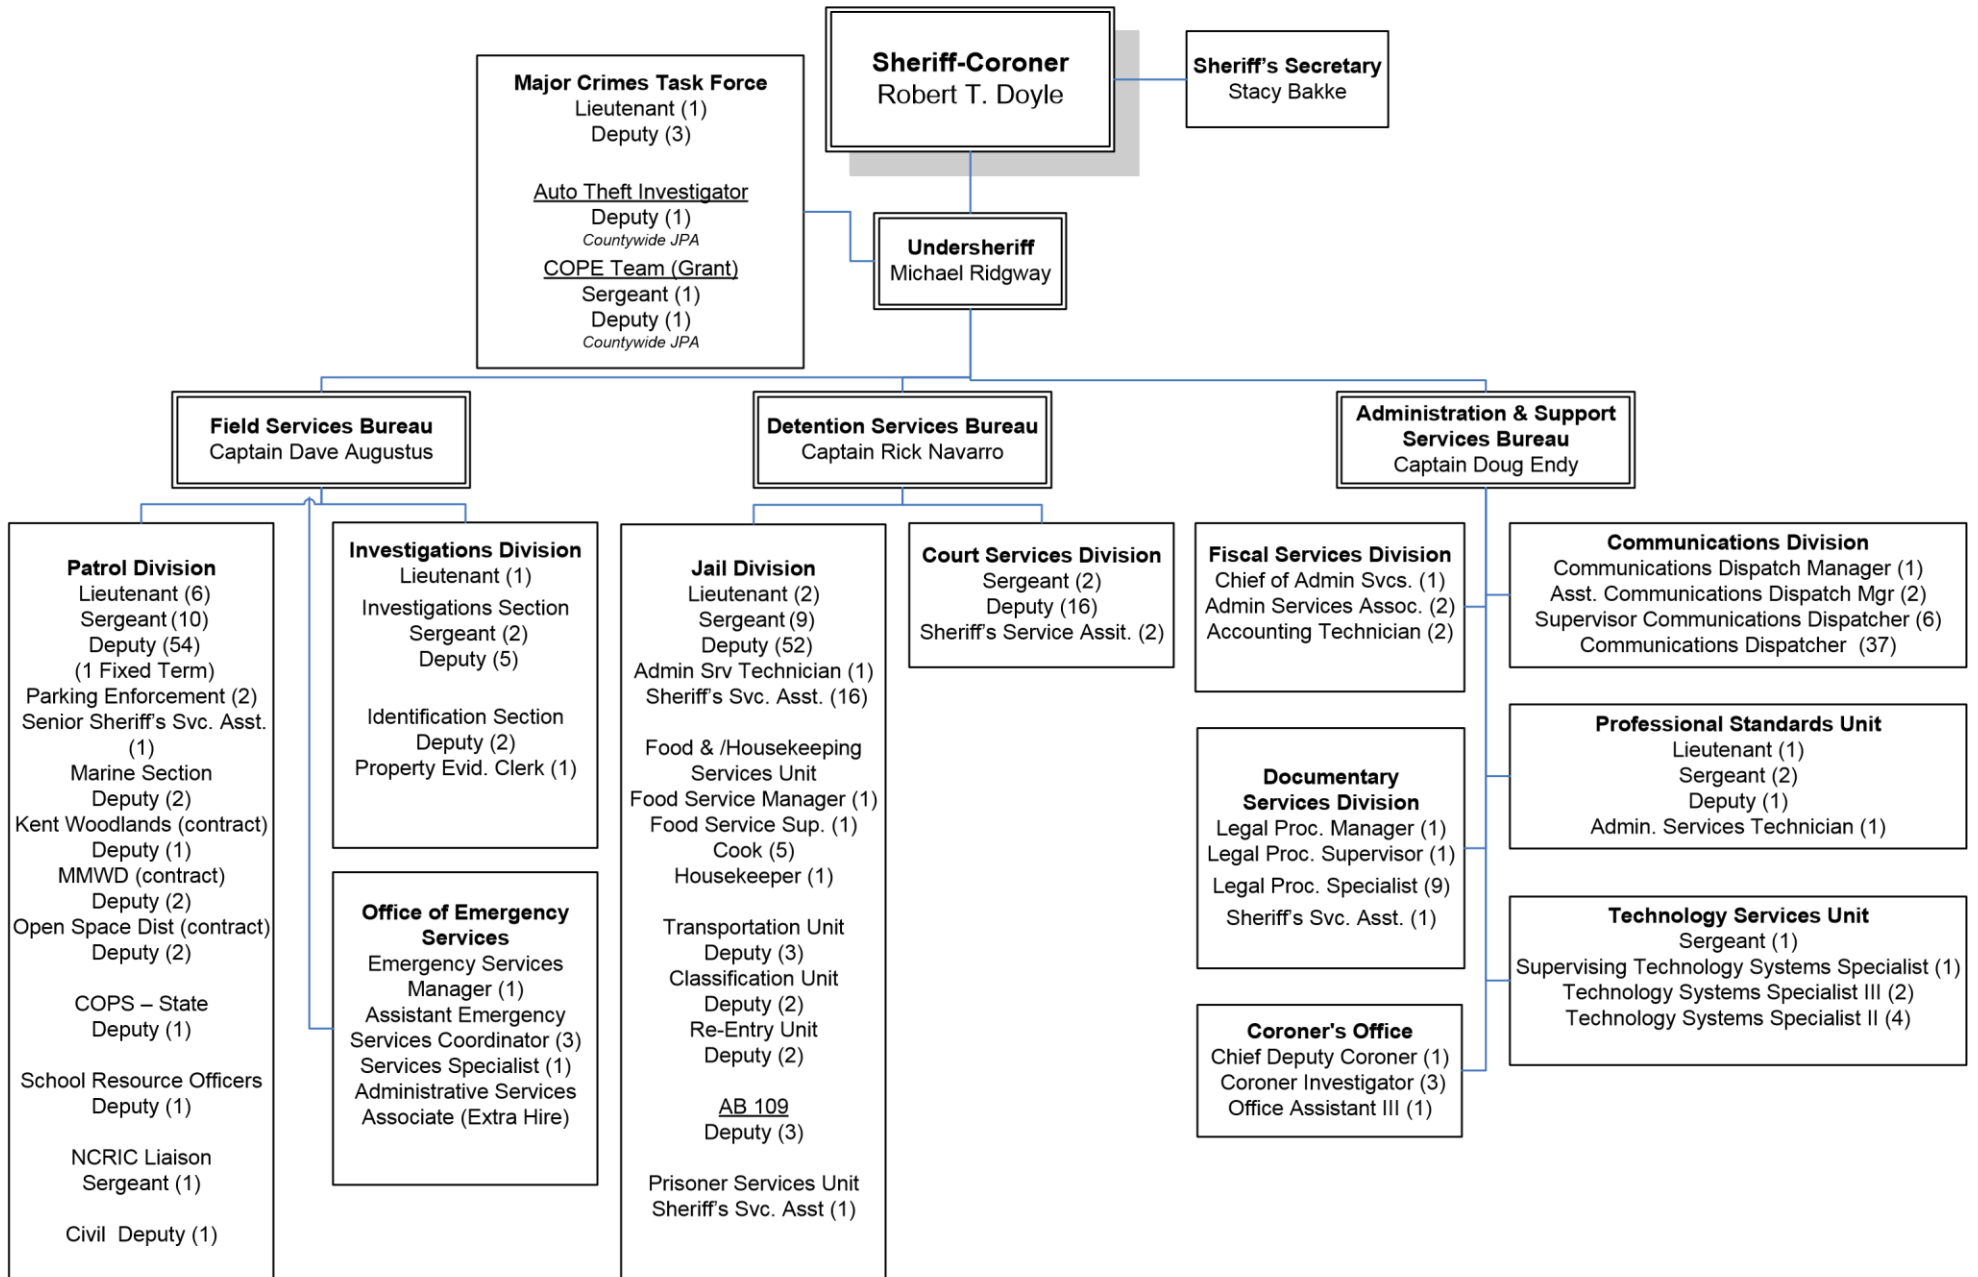 Sheriff-Coroner
Robert T. Doyle
Sheriff's Secretary
Stacy Bakke
Major Crimes Task Force
Lieutenant (1)
Deputy (3)
Auto Theft Investigator
Deputy (1)
Countywide JPA
COPE Team (Grant)
Sergeant (1)
Deputy (1)
Countywide JPA
Undersheriff
Michael Ridgway
Field Services Bureau
Captain Dave Augustus
Detention Services Bureau
Captain Rick Navarro
Administration & Support
Services Bureau
Captain Doug Endy
Patrol Division
Lieutenant (6)
Sergeant (10)
Deputy (54)
(1 Fixed Term)
Parking Enforcement (2)
Senior Sheriff's Svc. Asst.
(1)
Marine Section
Deputy (2)
Kent Woodlands (contract)
Deputy (1)
MMWD (contract)
Deputy (2)
Open Space Dist (contract)
Deputy (2)
COPS – State
Deputy (1)
School Resource Officers
Deputy (1)
NCRIC Liaison
Sergeant (1)
Civil  Deputy (1)
Investigations Division
Lieutenant (1)
Investigations Section
Sergeant (2)
Deputy (5)
Identification Section
Deputy (2)
Property Evid. Clerk (1)
Office of Emergency
Services
Emergency Services
Manager (1)
Assistant Emergency
Services Coordinator (3)
Services Specialist (1)
Administrative Services
Associate (Extra Hire)
Jail Division
Lieutenant (2)
Sergeant (9)
Deputy (52)
Admin Srv Technician (1)
Sheriff's Svc. Asst. (16)
Food & /Housekeeping
Services Unit
Food Service Manager (1)
Food Service Sup. (1)
Cook (5)
Housekeeper (1)
Transportation Unit
Deputy (3)
Classification Unit
Deputy (2)
Re-Entry Unit
Deputy (2)
AB 109
Deputy (3)
Prisoner Services Unit
Sheriff's Svc. Asst (1)
Court Services Division
Sergeant (2)
Deputy (16)
Sheriff's Service Assit. (2)
Fiscal Services Division
Chief of Admin Svcs. (1)
Admin Services Assoc. (2)
Accounting Technician (2)
Documentary
Services Division
Legal Proc. Manager (1)
Legal Proc. Supervisor (1)
Legal Proc. Specialist (9)
Sheriff's Svc. Asst. (1)
Coroner's Office
Chief Deputy Coroner (1)
Coroner Investigator (3)
Office Assistant III (1)
Communications Division
Communications Dispatch Manager (1)
Asst. Communications Dispatch Mgr (2)
Supervisor Communications Dispatcher (6)
Communications Dispatcher  (37)
Professional Standards Unit
Lieutenant (1)
Sergeant (2)
Deputy (1)
Admin. Services Technician (1)
Technology Services Unit
Sergeant (1)
Supervising Technology Systems Specialist (1)
Technology Systems Specialist III (2)
Technology Systems Specialist II (4)